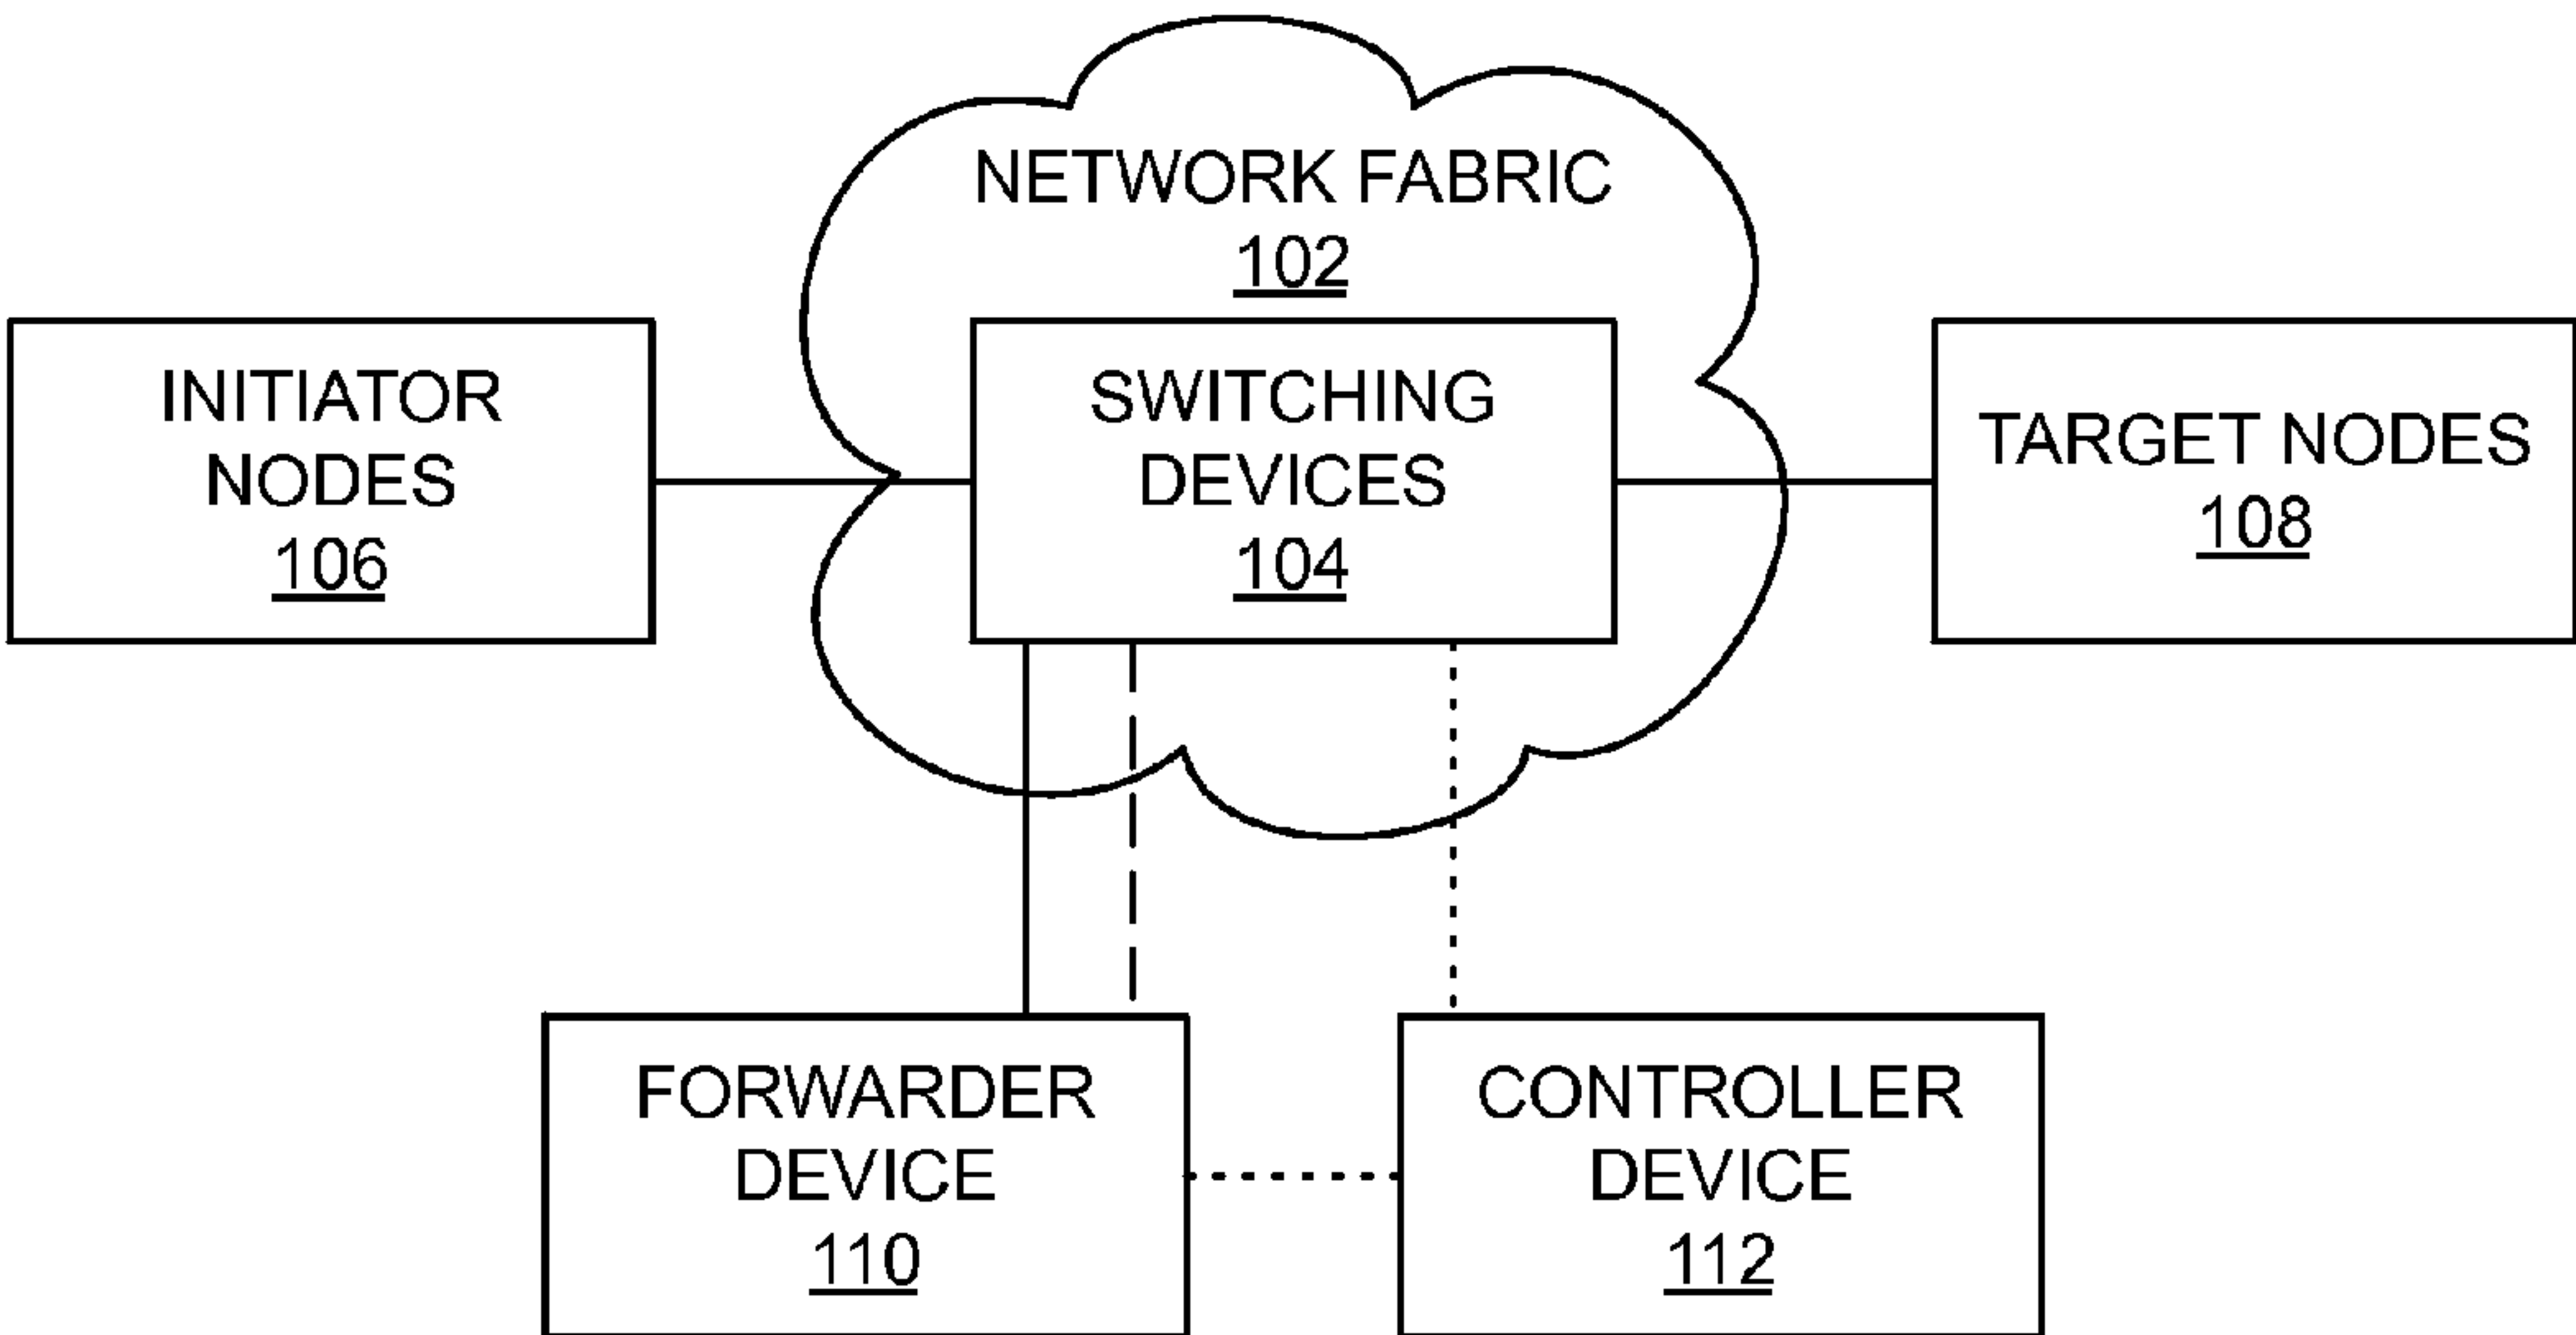 NETWORK FABRIC
102
INITIATOR
NODES
106
SWITCHING
DEVICES
104
TARGET NODES
108
FORWARDER
DEVICE
110
CONTROLLER
DEVICE
112